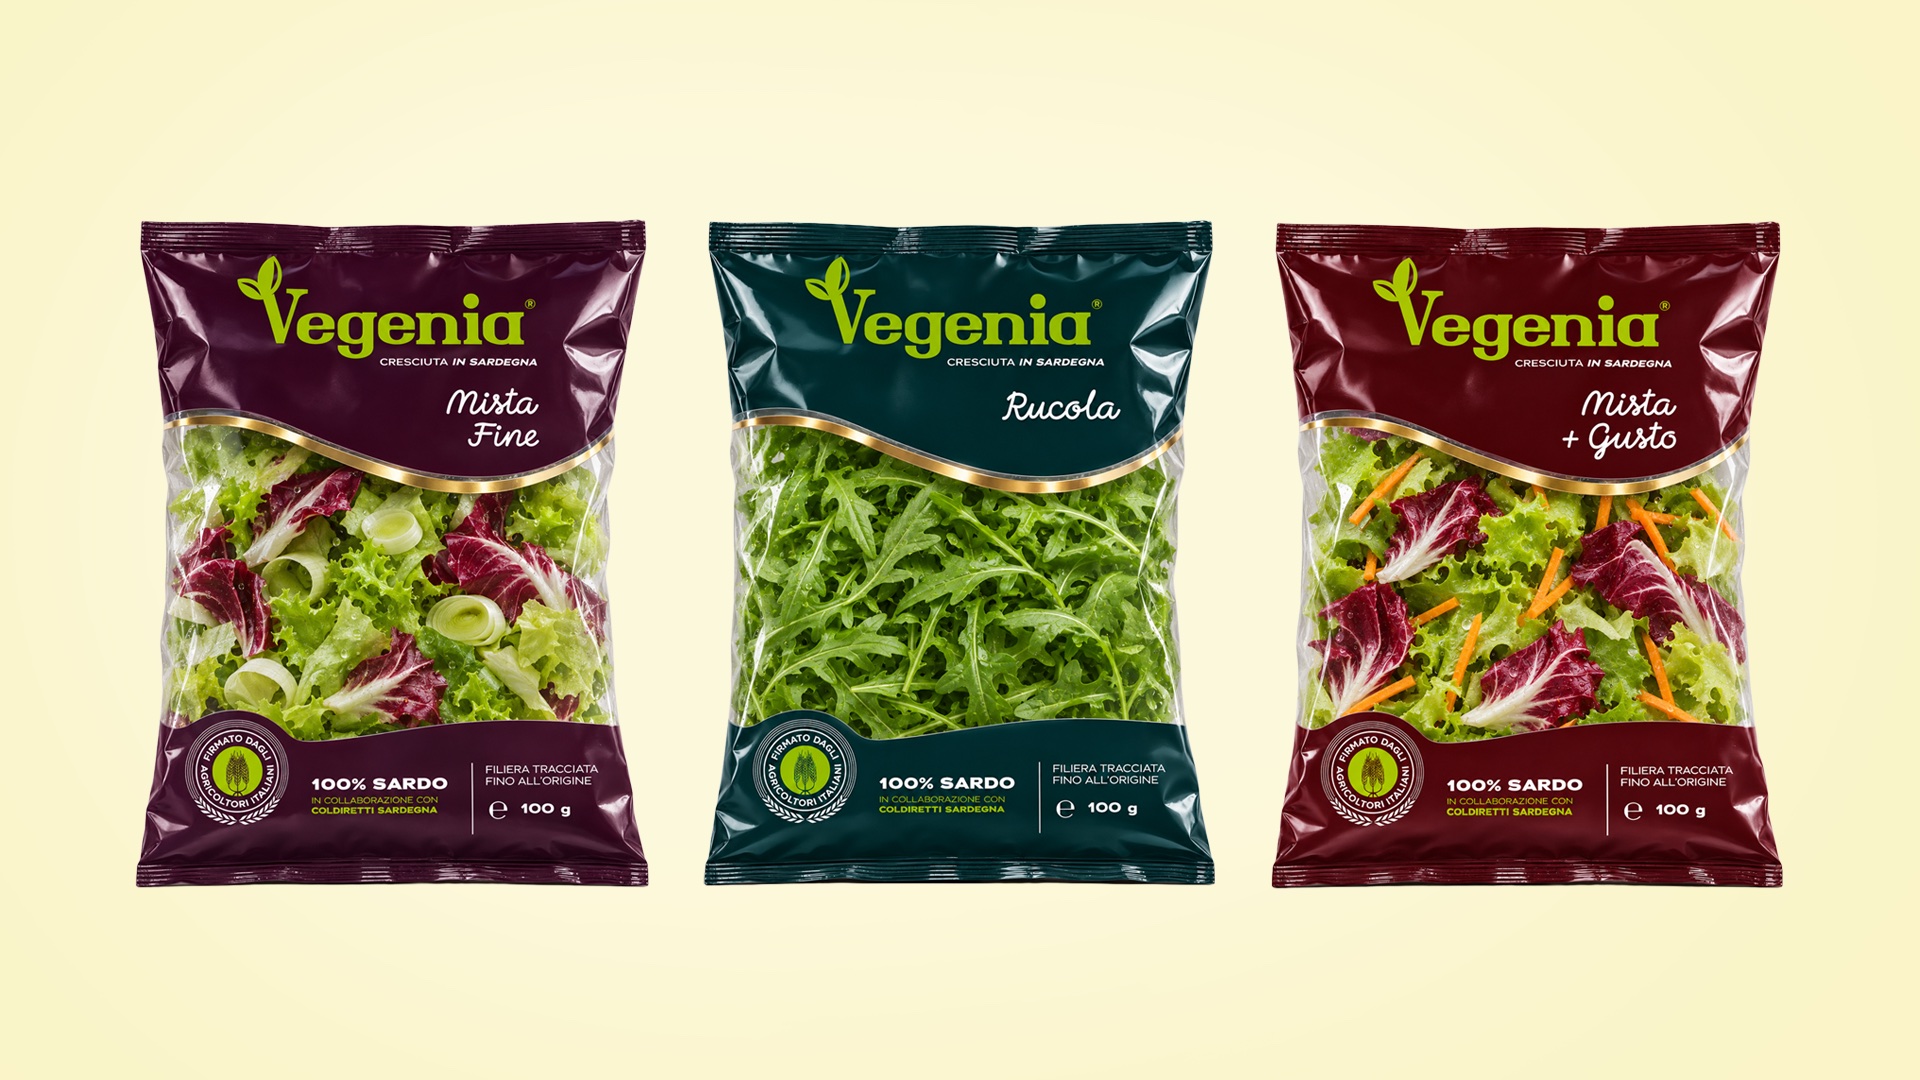 Vegenia®
CRESCIUTA IN SARDEGNA
Mista
Fine
FIRMATO DAGLI
AGRICOLTORI ITALIANI
100% SARDO
IN COLLABORAZIONE CON
COLDIRETTI SARDEGNA
FILIERA TRACCIATA
FINO ALL'ORIGINE
℮ 100 g
Vegenia®
CRESCIUTA IN SARDEGNA
Rucola
FIRMATO DAGLI
AGRICOLTORI ITALIANI
100% SARDO
IN COLLABORAZIONE CON
COLDIRETTI SARDEGNA
FILIERA TRACCIATA
FINO ALL'ORIGINE
℮ 100 g
Vegenia®
CRESCIUTA IN SARDEGNA
Mista
+ Gusto
FIRMATO DAGLI
AGRICOLTORI ITALIANI
100% SARDO
IN COLLABORAZIONE CON
COLDIRETTI SARDEGNA
FILIERA TRACCIATA
FINO ALL'ORIGINE
℮ 100 g